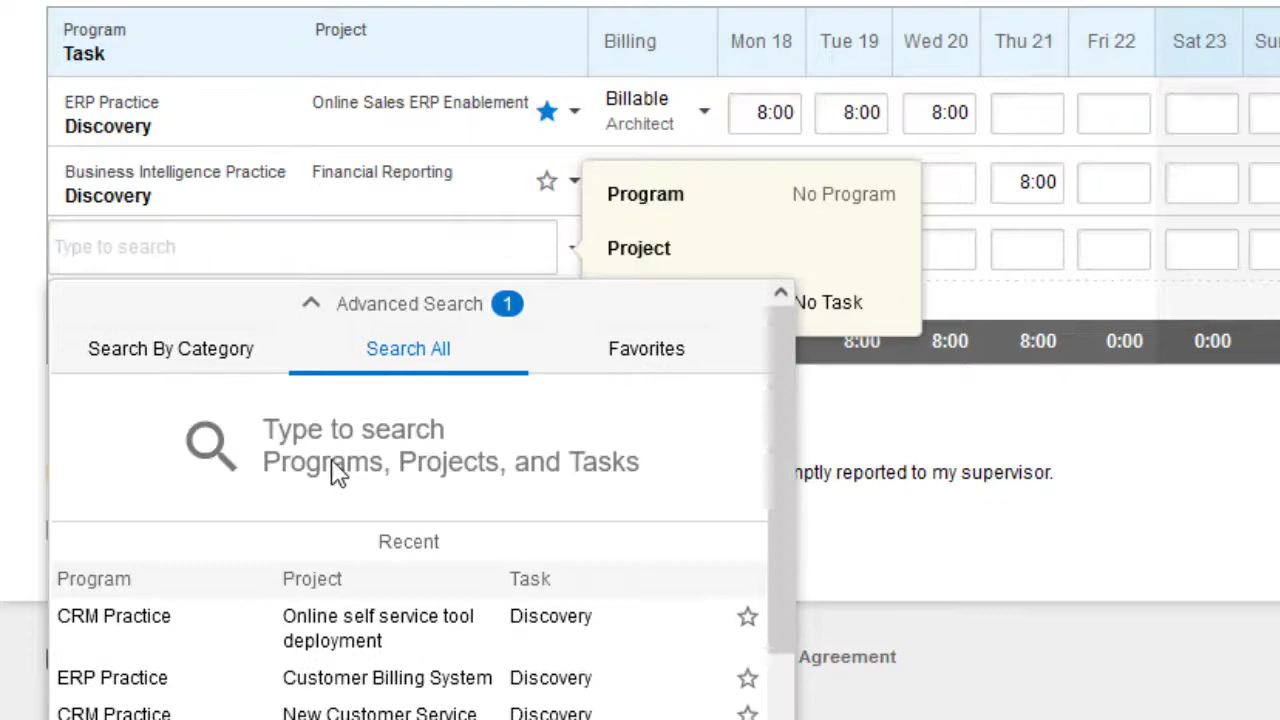 Program Project Billing Mon 18 Tue 19 Wed 20 Thu 21 Fri 22 Sat 23
Task
ERP Practice Online Sales ERP Enablement Billable 8:00 8:00 8:00
Discovery Architect
Business Intelligence Practice Financial Reporting 8:00
Discovery
Program No Program
Type to search Project
No Task
Advanced Search 1
8:00 8:00 8:00 0:00 0:00
Search By Category Search All Favorites
Type to search
Programs, Projects, and Tasks
reported to my supervisor.
Recent
Program Project Task
CRM Practice Online self service tool Discovery
deployment
Agreement
ERP Practice Customer Billing System Discovery
CRM Practice New Customer Service Discovery